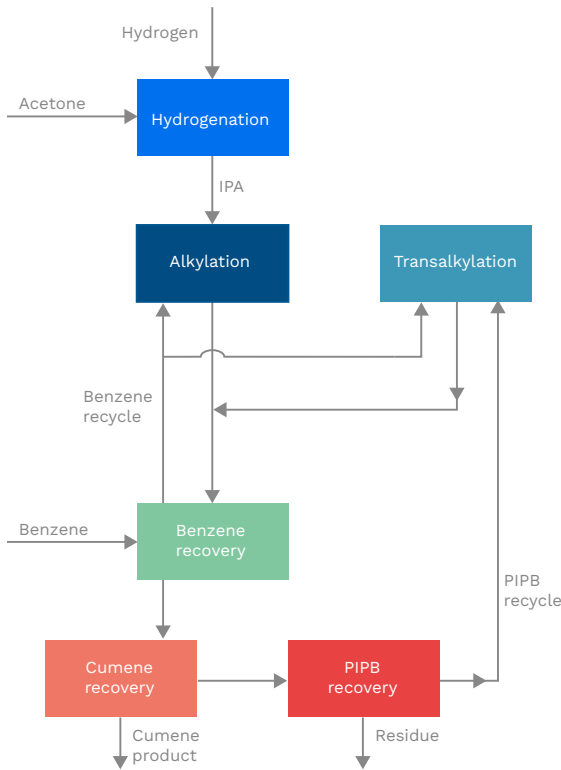 Hydrogen
Acetone
Hydrogenation
IPA
Alkylation
Transalkylation
Benzene
recycle
Benzene
Benzene
recovery
PIPB
recycle
Cumene
recovery
PIPB
recovery
Cumene
product
Residue